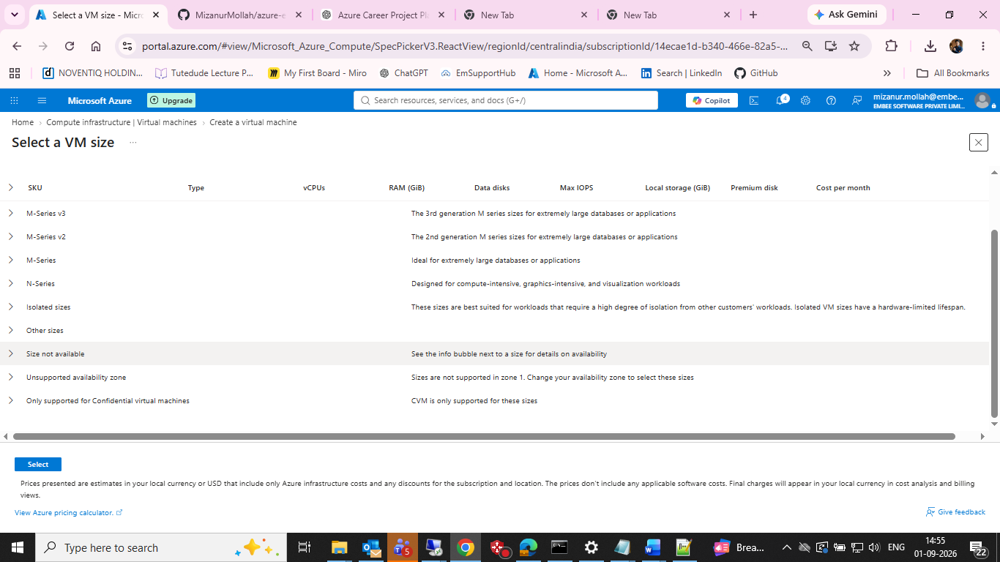 Select a VM size - Micro
MizanurMollah/azure-e
Azure Career Project Pl
New Tab
New Tab
Ask Gemini
portal.azure.com/#view/Microsoft_Azure_Compute/SpecPickerV3.ReactView/regionId/centralindia/subscriptionId/14ecae1d-b340-466e-82a5-...
NOVENTIQ HOLDIN...
Tutedude Lecture P...
My First Board - Miro
ChatGPT
EmSupportHub
Home - Microsoft A...
Search | LinkedIn
GitHub
All Bookmarks
Microsoft Azure
Upgrade
Search resources, services, and docs (G+/)
Copilot
4
mizanur.mollah@embe...
EMBEE SOFTWARE PRIVATE LIMI...
Home > Compute infrastructure | Virtual machines > Create a virtual machine
Select a VM size ...
SKU Type vCPUs RAM (GiB) Data disks Max IOPS Local storage (GiB) Premium disk Cost per month
M-Series v3 The 3rd generation M series sizes for extremely large databases or applications
M-Series v2 The 2nd generation M series sizes for extremely large databases or applications
M-Series Ideal for extremely large databases or applications
N-Series Designed for compute-intensive, graphics-intensive, and visualization workloads
Isolated sizes These sizes are best suited for workloads that require a high degree of isolation from other customers' workloads. Isolated VM sizes have a hardware-limited lifespan.
Other sizes
Size not available See the info bubble next to a size for details on availability
Unsupported availability zone Sizes are not supported in zone 1. Change your availability zone to select these sizes
Only supported for Confidential virtual machines CVM is only supported for these sizes
Select
Prices presented are estimates in your local currency or USD that include only Azure infrastructure costs and any discounts for the subscription and location. The prices don't include any applicable software costs. Final charges will appear in your local currency in cost analysis and billing
views.
View Azure pricing calculator.
Give feedback
Type here to search
5
Brea...
ENG
14:55
01-09-2026
22